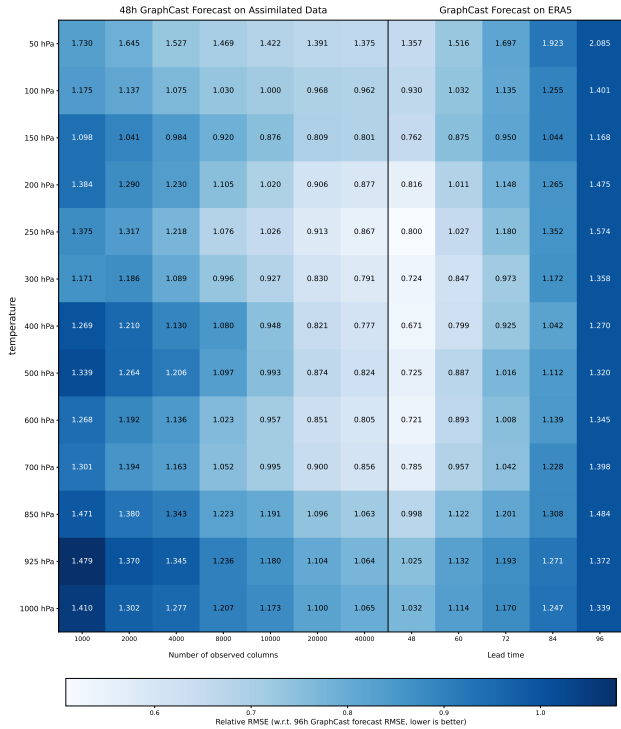 48h GraphCast Forecast on Assimilated Data GraphCast Forecast on ERA5
50 hPa 1.730 1.645 1.527 1.469 1.422 1.391 1.375 1.357 1.516 1.697 1.923 2.085
100 hPa 1.175 1.137 1.075 1.030 1.000 0.968 0.962 0.930 1.032 1.135 1.255 1.401
150 hPa 1.098 1.041 0.984 0.920 0.876 0.809 0.801 0.762 0.875 0.950 1.044 1.168
200 hPa 1.384 1.290 1.230 1.105 1.020 0.906 0.877 0.816 1.011 1.148 1.265 1.475
250 hPa 1.375 1.317 1.218 1.076 1.026 0.913 0.867 0.800 1.027 1.180 1.352 1.574
300 hPa 1.171 1.186 1.089 0.996 0.927 0.830 0.791 0.724 0.847 0.973 1.172 1.358
temperature
400 hPa 1.269 1.210 1.130 1.080 0.948 0.821 0.777 0.671 0.799 0.925 1.042 1.270
500 hPa 1.339 1.264 1.206 1.097 0.993 0.874 0.824 0.725 0.887 1.016 1.112 1.320
600 hPa 1.268 1.192 1.136 1.023 0.957 0.851 0.805 0.721 0.893 1.008 1.139 1.345
700 hPa 1.301 1.194 1.163 1.052 0.995 0.900 0.856 0.785 0.957 1.042 1.228 1.398
850 hPa 1.471 1.380 1.343 1.223 1.191 1.096 1.063 0.998 1.122 1.201 1.308 1.484
925 hPa 1.479 1.370 1.345 1.236 1.180 1.104 1.064 1.025 1.132 1.193 1.271 1.372
1000 hPa 1.410 1.302 1.277 1.207 1.173 1.100 1.065 1.032 1.114 1.170 1.247 1.339
1000 2000 4000 8000 10000 20000 40000 48 60 72 84 96
Number of observed columns Lead time
0.6 0.7 0.8 0.9 1.0
Relative RMSE (w.r.t. 96h GraphCast forecast RMSE, lower is better)